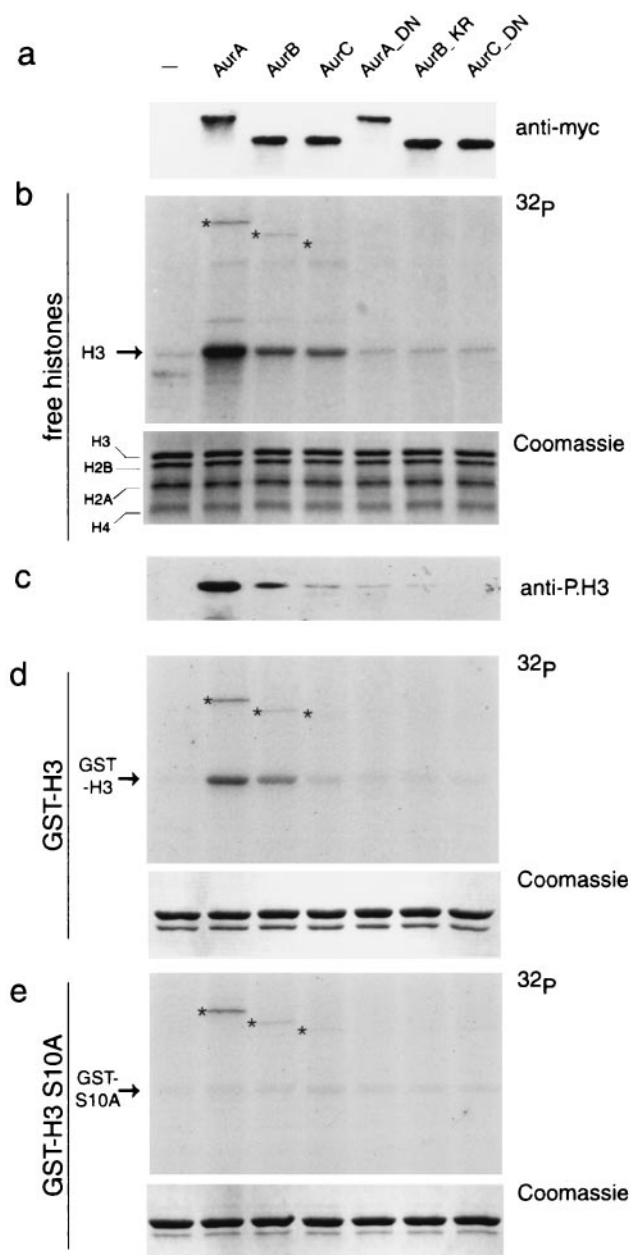 a
— AurA AurB AurC AurA_DN AurB_KR AurC_DN
anti-myc
b
32P
free histones
H3
* * *
Coomassie
H3
H2B
H2A
H4
c
anti-P.H3
d
32P
GST-H3
* * *
GST
-H3
Coomassie
e
32P
GST-H3 S10A
* * *
GST-
S10A
Coomassie